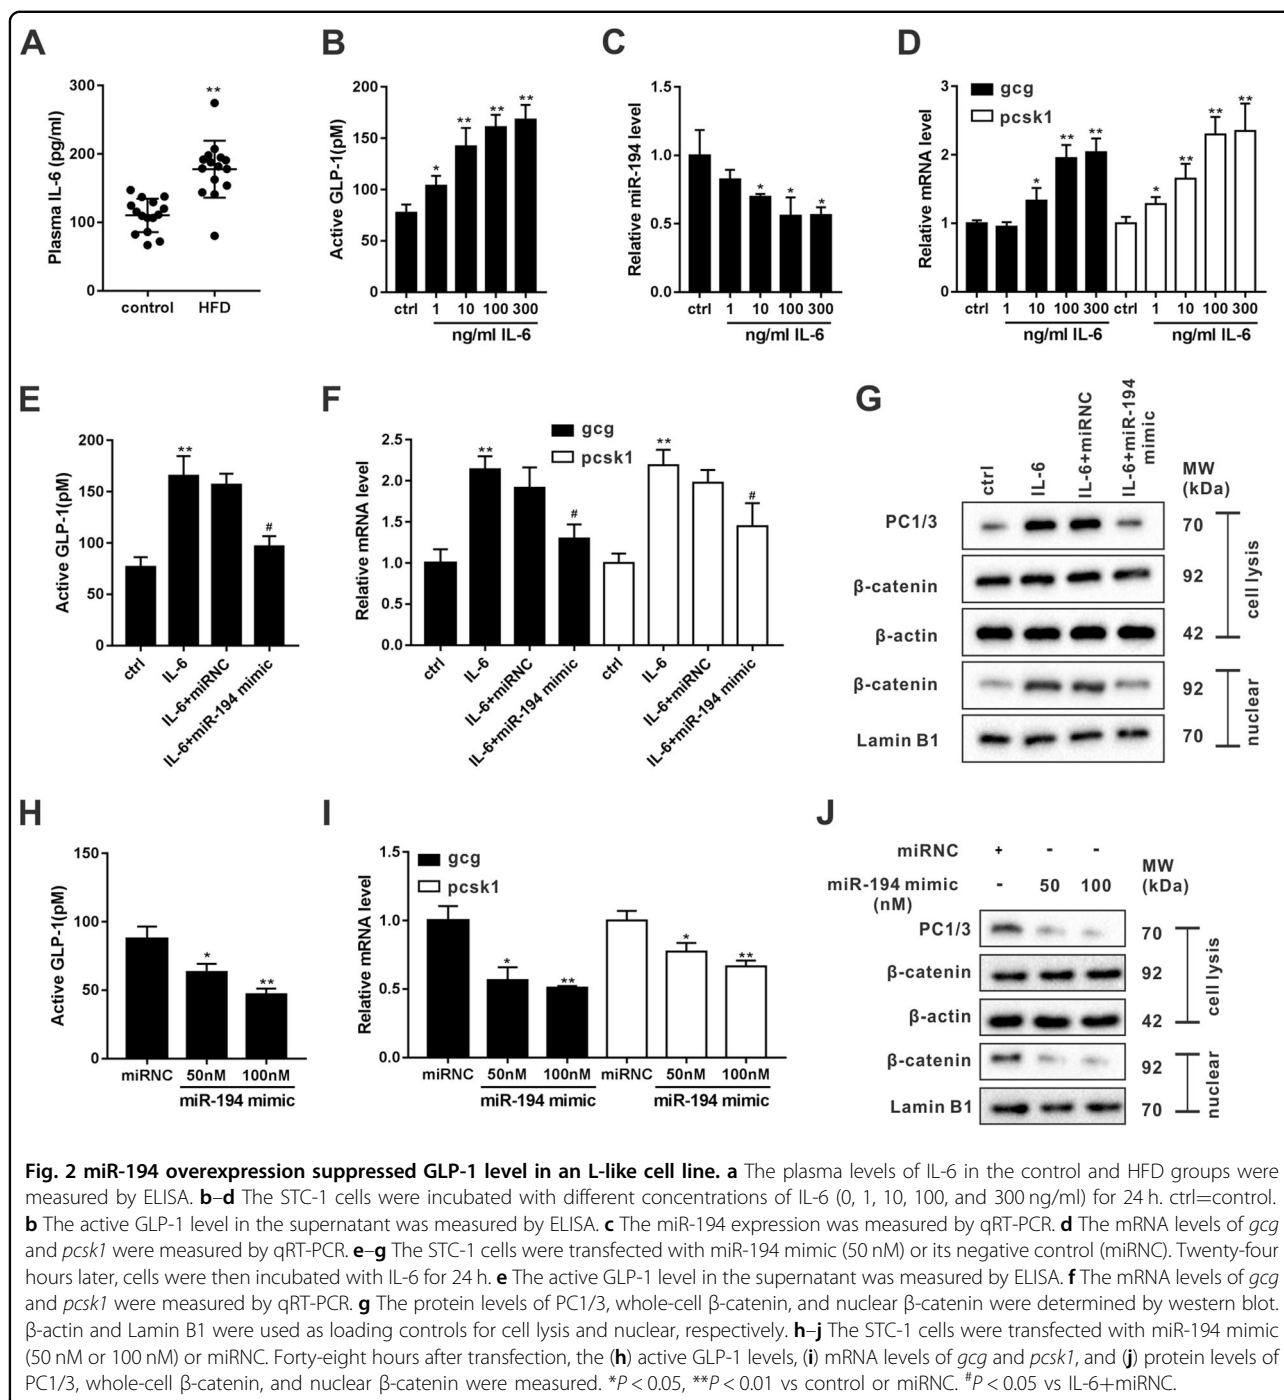 A
Plasma IL-6 (pg/ml)
300
200
100
0
**
control HFD
B
Active GLP-1(pM)
200
150
100
50
0
* ** ** **
ctrl 1 10 100 300
ng/ml IL-6
C
Relative miR-194 level
1.5
1.0
0.5
0.0
* * *
ctrl 1 10 100 300
ng/ml IL-6
D
gcg
pcsk1
Relative mRNA level
3
2
1
0
* ** ** * ** ** **
ctrl 1 10 100 300 ctrl 1 10 100 300
ng/ml IL-6 ng/ml IL-6
E
Active GLP-1(pM)
200
150
100
50
0
** #
ctrl
IL-6
IL-6+miRNC
IL-6+miR-194 mimic
F
gcg
pcsk1
Relative mRNA level
2.5
2.0
1.5
1.0
0.5
0.0
** # ** #
ctrl
IL-6
IL-6+miRNC
IL-6+miR-194 mimic
ctrl
IL-6
IL-6+miRNC
IL-6+miR-194 mimic
G
ctrl
IL-6
IL-6+miRNC
IL-6+miR-194
mimic
MW
(kDa)
PC1/3 70
β-catenin 92
β-actin 42
cell lysis
β-catenin 92
Lamin B1 70
nuclear
H
Active GLP-1(pM)
150
100
50
0
* **
miRNC 50nM 100nM
miR-194 mimic
I
gcg
pcsk1
Relative mRNA level
1.5
1.0
0.5
0.0
* ** * **
miRNC 50nM 100nM miRNC 50nM 100nM
miR-194 mimic miR-194 mimic
J
miRNC + - -
miR-194 mimic - 50 100
(nM)
MW
(kDa)
PC1/3 70
β-catenin 92
β-actin 42
cell lysis
β-catenin 92
Lamin B1 70
nuclear
Fig. 2 miR-194 overexpression suppressed GLP-1 level in an L-like cell line. a The plasma levels of IL-6 in the control and HFD groups were
measured by ELISA. b–d The STC-1 cells were incubated with different concentrations of IL-6 (0, 1, 10, 100, and 300 ng/ml) for 24 h. ctrl=control.
b The active GLP-1 level in the supernatant was measured by ELISA. c The miR-194 expression was measured by qRT-PCR. d The mRNA levels of gcg
and pcsk1 were measured by qRT-PCR. e–g The STC-1 cells were transfected with miR-194 mimic (50 nM) or its negative control (miRNC). Twenty-four
hours later, cells were then incubated with IL-6 for 24 h. e The active GLP-1 level in the supernatant was measured by ELISA. f The mRNA levels of gcg
and pcsk1 were measured by qRT-PCR. g The protein levels of PC1/3, whole-cell β-catenin, and nuclear β-catenin were determined by western blot.
β-actin and Lamin B1 were used as loading controls for cell lysis and nuclear, respectively. h–j The STC-1 cells were transfected with miR-194 mimic
(50 nM or 100 nM) or miRNC. Forty-eight hours after transfection, the (h) active GLP-1 levels, (i) mRNA levels of gcg and pcsk1, and (j) protein levels of
PC1/3, whole-cell β-catenin, and nuclear β-catenin were measured. *P < 0.05, **P < 0.01 vs control or miRNC. #P < 0.05 vs IL-6+miRNC.